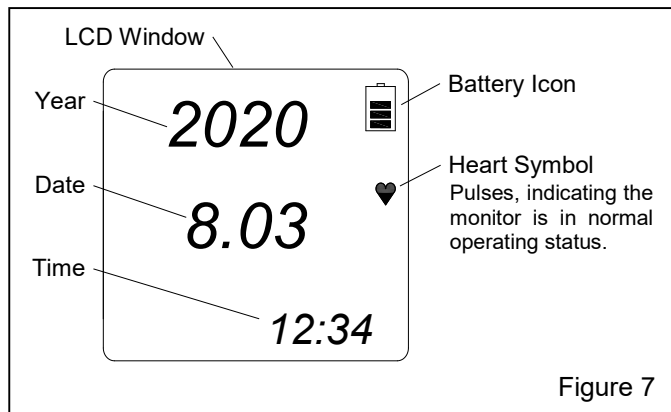 LCD Window
Year
2020
Battery Icon
Date
8.03
Heart Symbol
Pulses, indicating the
monitor is in normal
operating status.
Time
12:34
Figure 7